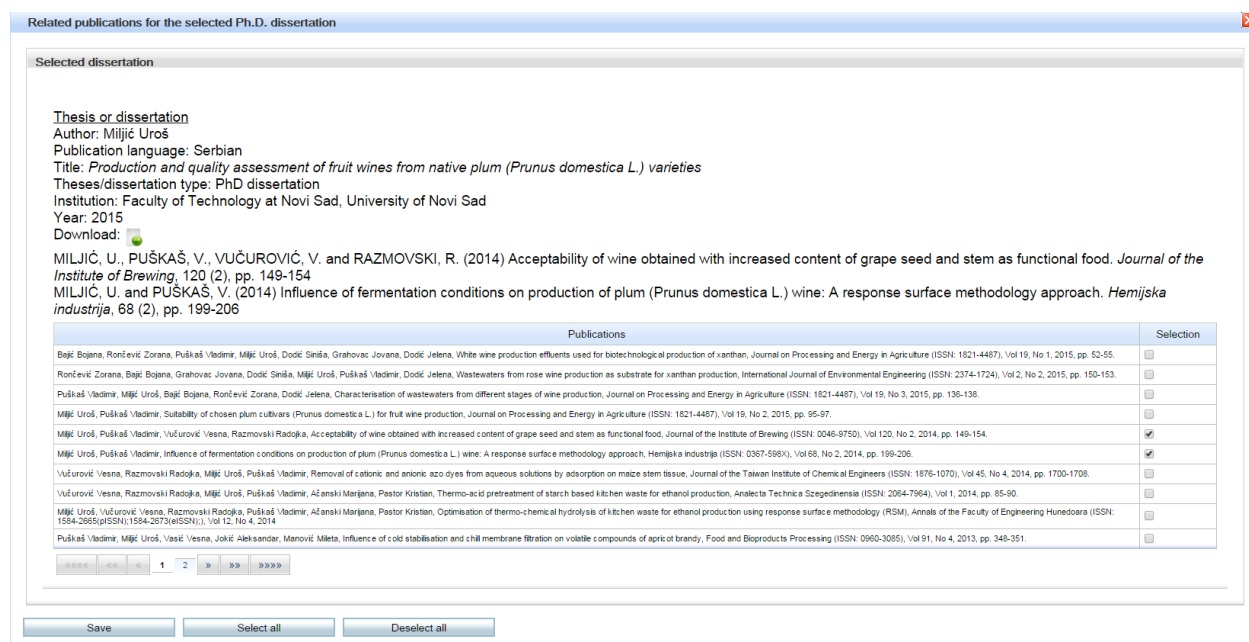 Related publications for the selected Ph.D. dissertation
Selected dissertation
Thesis or dissertation
Author: Miljić Uroš
Publication language: Serbian
Title: Production and quality assessment of fruit wines from native plum (Prunus domestica L.) varieties
Theses/dissertation type: PhD dissertation
Institution: Faculty of Technology at Novi Sad, University of Novi Sad
Year: 2015
Download:
MILJIĆ, U., PUŠKAŠ, V., VUČUROVIĆ, V. and RAZMOVSKI, R. (2014) Acceptability of wine obtained with increased content of grape seed and stem as functional food. Journal of the
Institute of Brewing, 120 (2), pp. 149-154
MILJIĆ, U. and PUŠKAŠ, V. (2014) Influence of fermentation conditions on production of plum (Prunus domestica L.) wine: A response surface methodology approach. Hemijska
industrija, 68 (2), pp. 199-206
Publications Selection
Bajić Bojana, Rončević Zorana, Puškaš Vladimir, Miljić Uroš, Dodić Siniša, Grahovac Jovana, Dodić Jelena, White wine production effluents used for biotechnological production of xanthan, Journal on Processing and Energy in Agriculture (ISSN: 1821-4487), Vol 19, No 1, 2015, pp. 52-55.
Rončević Zorana, Bajić Bojana, Grahovac Jovana, Dodić Siniša, Miljić Uroš, Puškaš Vladimir, Dodić Jelena, Wastewaters from rose wine production as substrate for xanthan production, International Journal of Environmental Engineering (ISSN: 2374-1724), Vol 2, No 2, 2015, pp. 150-153.
Puškaš Vladimir, Miljić Uroš, Bajić Bojana, Rončević Zorana, Dodić Jelena, Characterisation of wastewaters from different stages of wine production, Journal on Processing and Energy in Agriculture (ISSN: 1821-4487), Vol 19, No 3, 2015, pp. 136-138.
Miljić Uroš, Puškaš Vladimir, Suitability of chosen plum cultivars (Prunus domestica L.) for fruit wine production, Journal on Processing and Energy in Agriculture (ISSN: 1821-4487), Vol 19, No 2, 2015, pp. 95-97.
Miljić Uroš, Puškaš Vladimir, Vučurović Vesna, Razmovski Radojka, Acceptability of wine obtained with increased content of grape seed and stem as functional food, Journal of the Institute of Brewing (ISSN: 0046-9750), Vol 120, No 2, 2014, pp. 149-154.
Miljić Uroš, Puškaš Vladimir, Influence of fermentation conditions on production of plum (Prunus domestica L.) wine: A response surface methodology approach, Hemijska industrija (ISSN: 0367-598X), Vol 68, No 2, 2014, pp. 199-206.
Vučurović Vesna, Razmovski Radojka, Miljić Uroš, Puškaš Vladimir, Removal of cationic and anionic azo dyes from aqueous solutions by adsorption on maize stem tissue, Journal of the Taiwan Institute of Chemical Engineers (ISSN: 1876-1070), Vol 45, No 4, 2014, pp. 1700-1708.
Vučurović Vesna, Razmovski Radojka, Miljić Uroš, Puškaš Vladimir, Ačanski Marijana, Pastor Kristian, Thermo-acid pretreatment of starch based kitchen waste for ethanol production, Analecta Technica Szegedinensia (ISSN: 2064-7964), Vol 1, 2014, pp. 85-90.
Miljić Uroš, Vučurović Vesna, Razmovski Radojka, Puškaš Vladimir, Ačanski Marijana, Pastor Kristian, Optimisation of thermo-chemical hydrolysis of kitchen waste for ethanol production using response surface methodology (RSM), Annals of the Faculty of Engineering Hunedoara (ISSN:
1584-2665(pISSN);1584-2673(eISSN);), Vol 12, No 4, 2014
Puškaš Vladimir, Miljić Uroš, Vasić Vesna, Jokić Aleksandar, Manović Mileta, Influence of cold stabilisation and chill membrane filtration on volatile compounds of apricot brandy, Food and Bioproducts Processing (ISSN: 0960-3085), Vol 91, No 4, 2013, pp. 348-351.
«««« «« « 1 2 » »» »»»»
Save Select all Deselect all